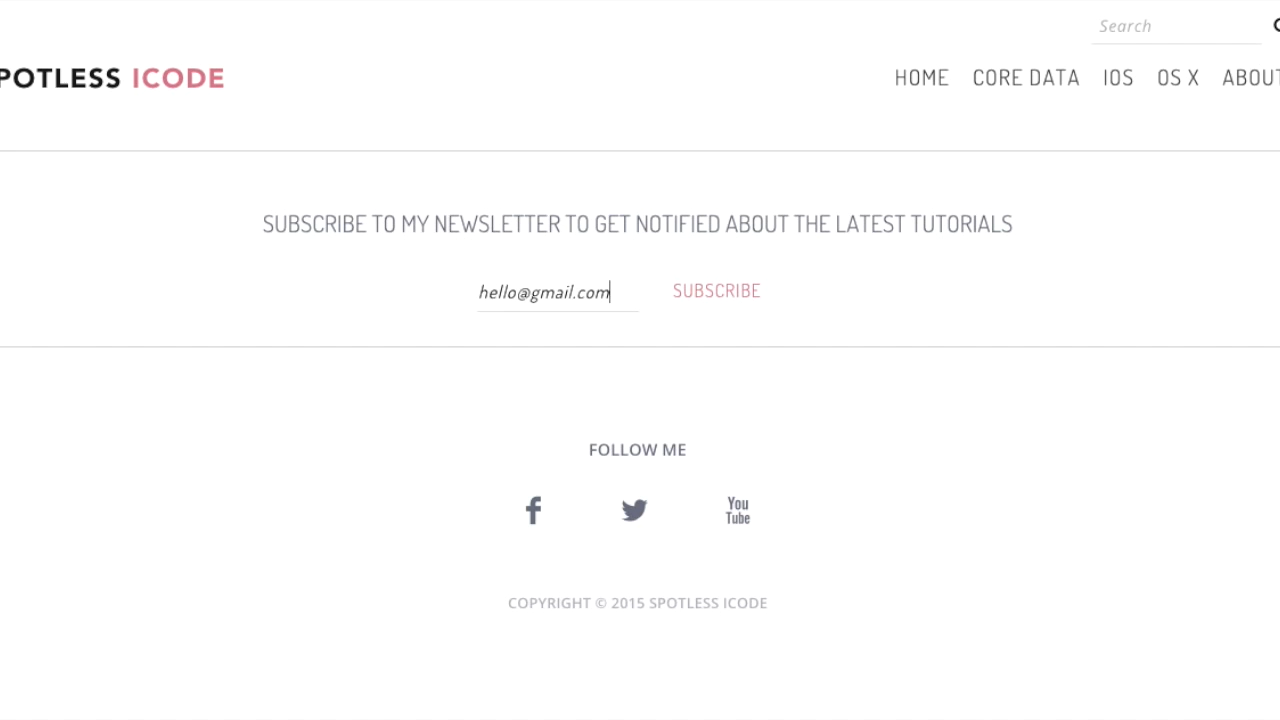 Search
POTLESS ICODE
HOME CORE DATA IOS OS X ABOUT
SUBSCRIBE TO MY NEWSLETTER TO GET NOTIFIED ABOUT THE LATEST TUTORIALS
hello@gmail.com SUBSCRIBE
FOLLOW ME
You
Tube
COPYRIGHT © 2015 SPOTLESS ICODE